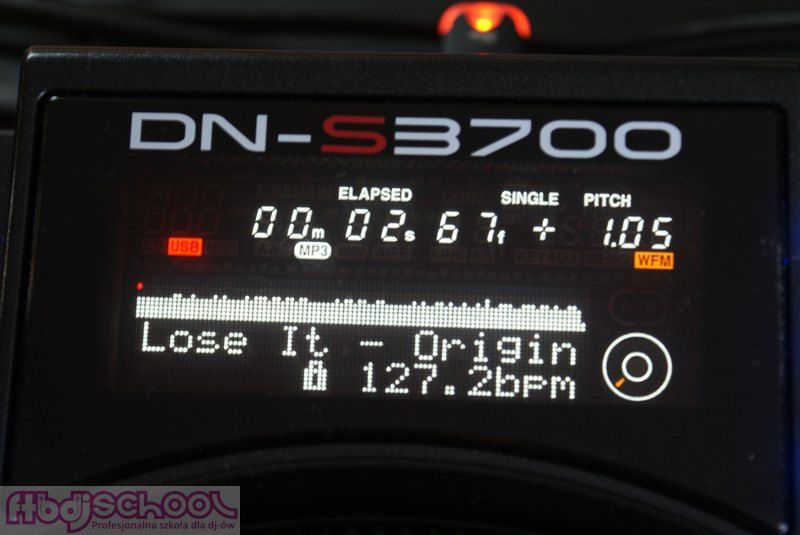 DN-S3700
ELAPSED SINGLE PITCH
00m 02s 67f + 1.05
USB MP3 WFM
Lose It - Origin
127.2bpm
ftbdjschool
Profesjonalna szkoła dla dj-ów